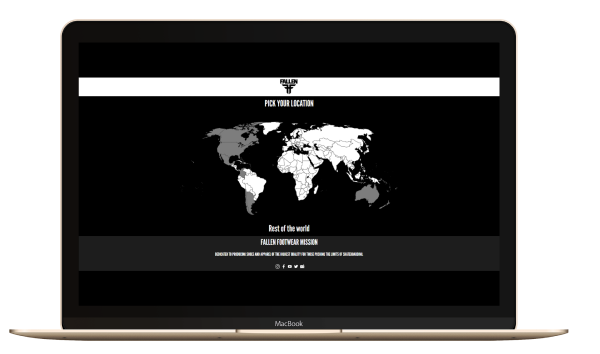 FALLEN
PICK YOUR LOCATION
Rest of the world
FALLEN FOOTWEAR MISSION
DEDICATED TO PRODUCING SHOES AND APPAREL OF THE HIGHEST QUALITY FOR THOSE PUSHING THE LIMITS OF SKATEBOARDING.
MacBook